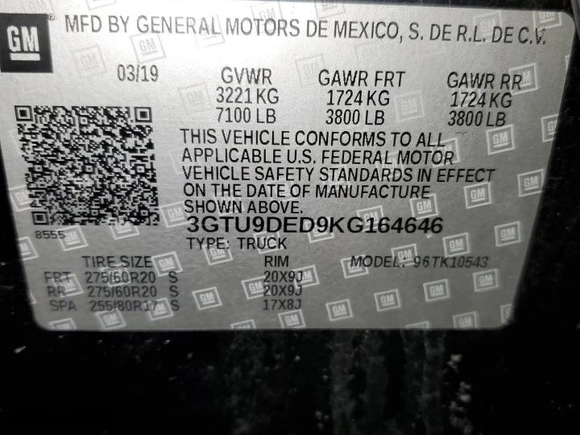 GM ® MFD BY GENERAL MOTORS DE MEXICO, S. DE R.L. DE C.V.
03/19 GVWR GAWR FRT GAWR RR
3221 KG 1724 KG 1724 KG
7100 LB 3800 LB 3800 LB
THIS VEHICLE CONFORMS TO ALL
APPLICABLE U.S. FEDERAL MOTOR
VEHICLE SAFETY STANDARDS IN EFFECT
ON THE DATE OF MANUFACTURE
SHOWN ABOVE.
8555 3GTU9DED9KG164646
TYPE: TRUCK
TIRE SIZE RIM MODEL: 96TK10543
FRT 275/60R20 S 20X9J
RR 275/60R20 S 20X9J
SPA 255/80R17 S 17X8J